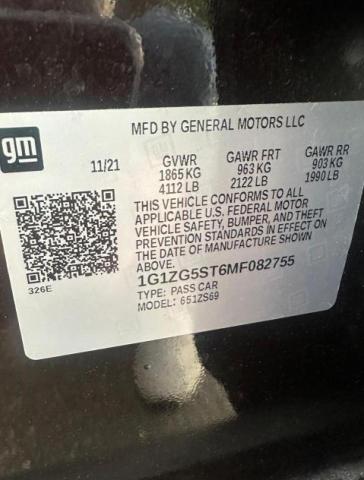 MFD BY GENERAL MOTORS LLC
gm
11/21 GVWR GAWR FRT GAWR RR
1865 KG 963 KG 903 KG
4112 LB 2122 LB 1990 LB
THIS VEHICLE CONFORMS TO ALL
APPLICABLE U.S. FEDERAL MOTOR
VEHICLE SAFETY, BUMPER, AND THEFT
PREVENTION STANDARDS IN EFFECT ON
THE DATE OF MANUFACTURE SHOWN ABOVE.
326E
1G1ZG5ST6MF082755
TYPE: PASS CAR
MODEL: 651ZS69